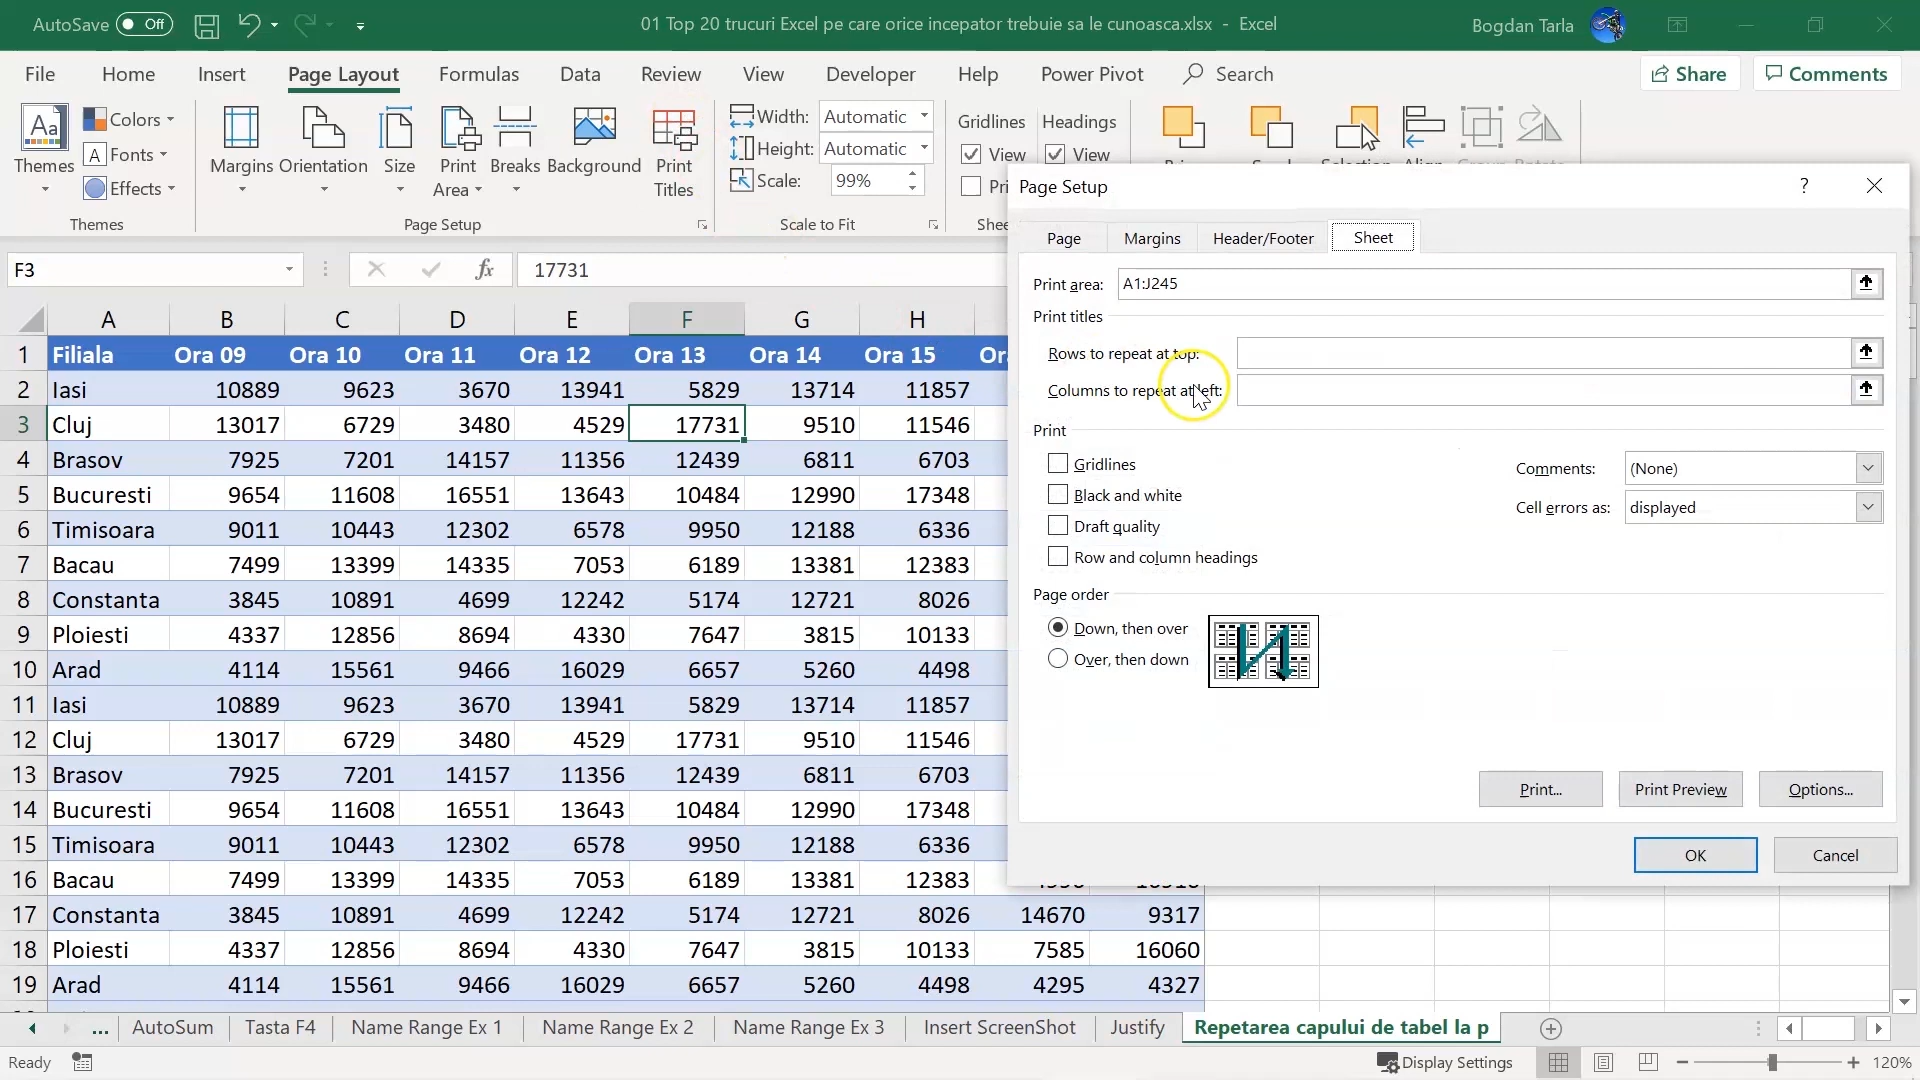 AutoSave Off 01 Top 20 trucuri Excel pe care orice incepator trebuie sa le cunoasca.xlsx - Excel Bogdan Tarla
File Home Insert Page Layout Formulas Data Review View Developer Help Power Pivot Search Share Comments
Themes Colors Fonts Effects Themes
Margins Orientation Size Print Area Breaks Background Print Titles Page Setup
Width: Automatic
Height: Automatic
Scale: 99%
Scale to Fit
Gridlines View
Headings View
F3 fx 17731
Page Setup ?
Page Margins Header/Footer Sheet
Print area: A1:J245
Print titles
Rows to repeat at top:
Columns to repeat at left:
Print
Gridlines
Black and white
Draft quality
Row and column headings
Comments: (None)
Cell errors as: displayed
Page order
Down, then over
Over, then down
Print... Print Preview Options...
OK Cancel
A B C D E F G H
1 Filiala Ora 09 Ora 10 Ora 11 Ora 12 Ora 13 Ora 14 Ora 15
2 Iasi 10889 9623 3670 13941 5829 13714 11857
3 Cluj 13017 6729 3480 4529 17731 9510 11546
4 Brasov 7925 7201 14157 11356 12439 6811 6703
5 Bucuresti 9654 11608 16551 13643 10484 12990 17348
6 Timisoara 9011 10443 12302 6578 9950 12188 6336
7 Bacau 7499 13399 14335 7053 6189 13381 12383
8 Constanta 3845 10891 4699 12242 5174 12721 8026
9 Ploiesti 4337 12856 8694 4330 7647 3815 10133
10 Arad 4114 15561 9466 16029 6657 5260 4498
11 Iasi 10889 9623 3670 13941 5829 13714 11857
12 Cluj 13017 6729 3480 4529 17731 9510 11546
13 Brasov 7925 7201 14157 11356 12439 6811 6703
14 Bucuresti 9654 11608 16551 13643 10484 12990 17348
15 Timisoara 9011 10443 12302 6578 9950 12188 6336
16 Bacau 7499 13399 14335 7053 6189 13381 12383
17 Constanta 3845 10891 4699 12242 5174 12721 8026 14670 9317
18 Ploiesti 4337 12856 8694 4330 7647 3815 10133 7585 16060
19 Arad 4114 15561 9466 16029 6657 5260 4498 4295 4327
... AutoSum Tasta F4 Name Range Ex 1 Name Range Ex 2 Name Range Ex 3 Insert ScreenShot Justify Repetarea capului de tabel la p
Ready Display Settings 120%